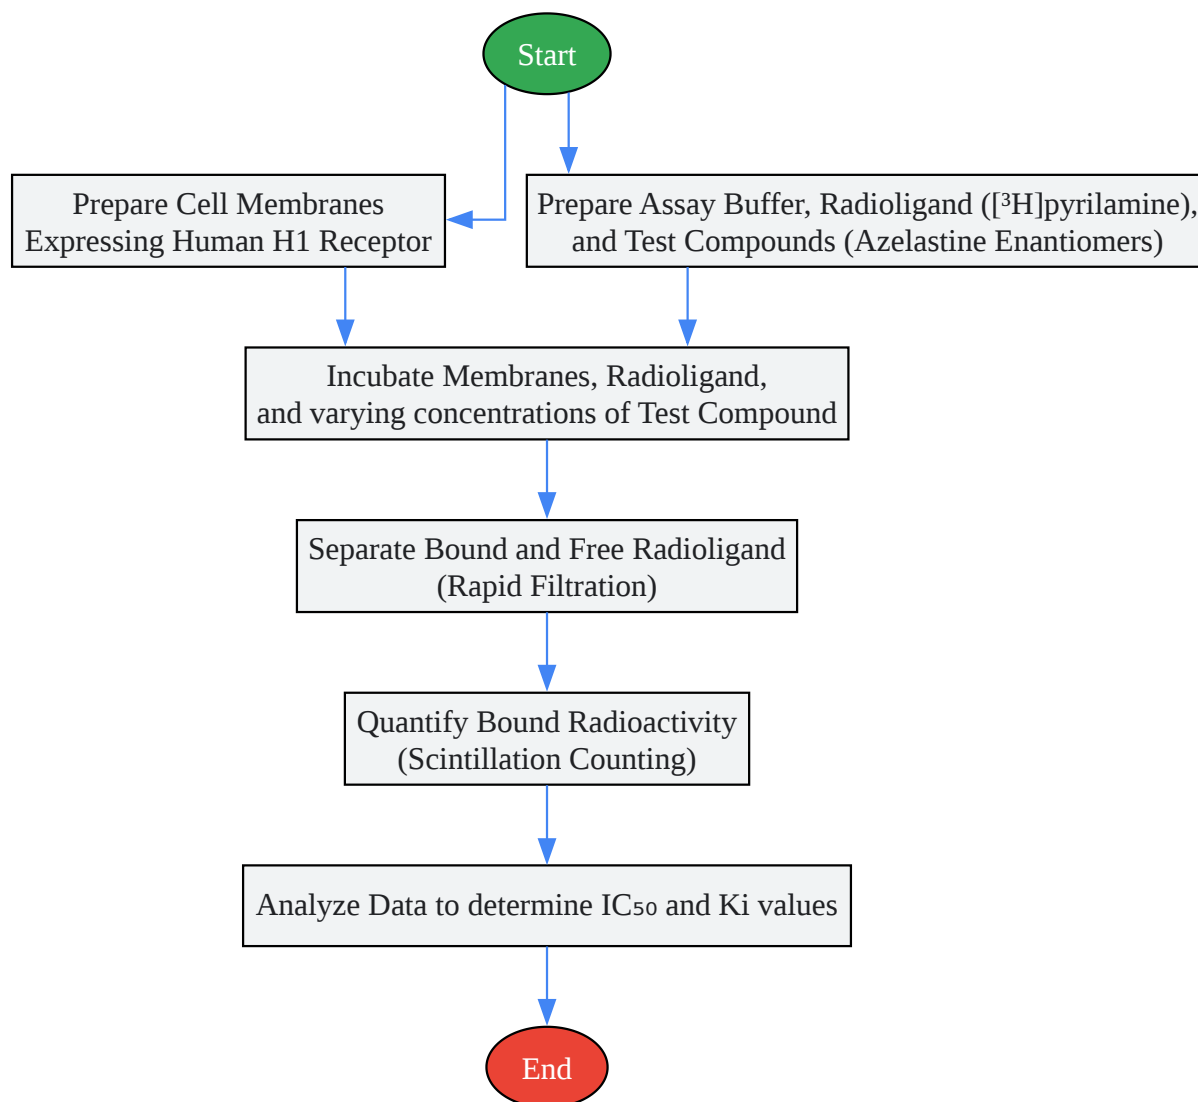 Start
Prepare Cell Membranes
Expressing Human H1 Receptor
Prepare Assay Buffer, Radioligand ([³H]pyrilamine),
and Test Compounds (Azelastine Enantiomers)
Incubate Membranes, Radioligand,
and varying concentrations of Test Compound
Separate Bound and Free Radioligand
(Rapid Filtration)
Quantify Bound Radioactivity
(Scintillation Counting)
Analyze Data to determine IC₅₀ and Ki values
End